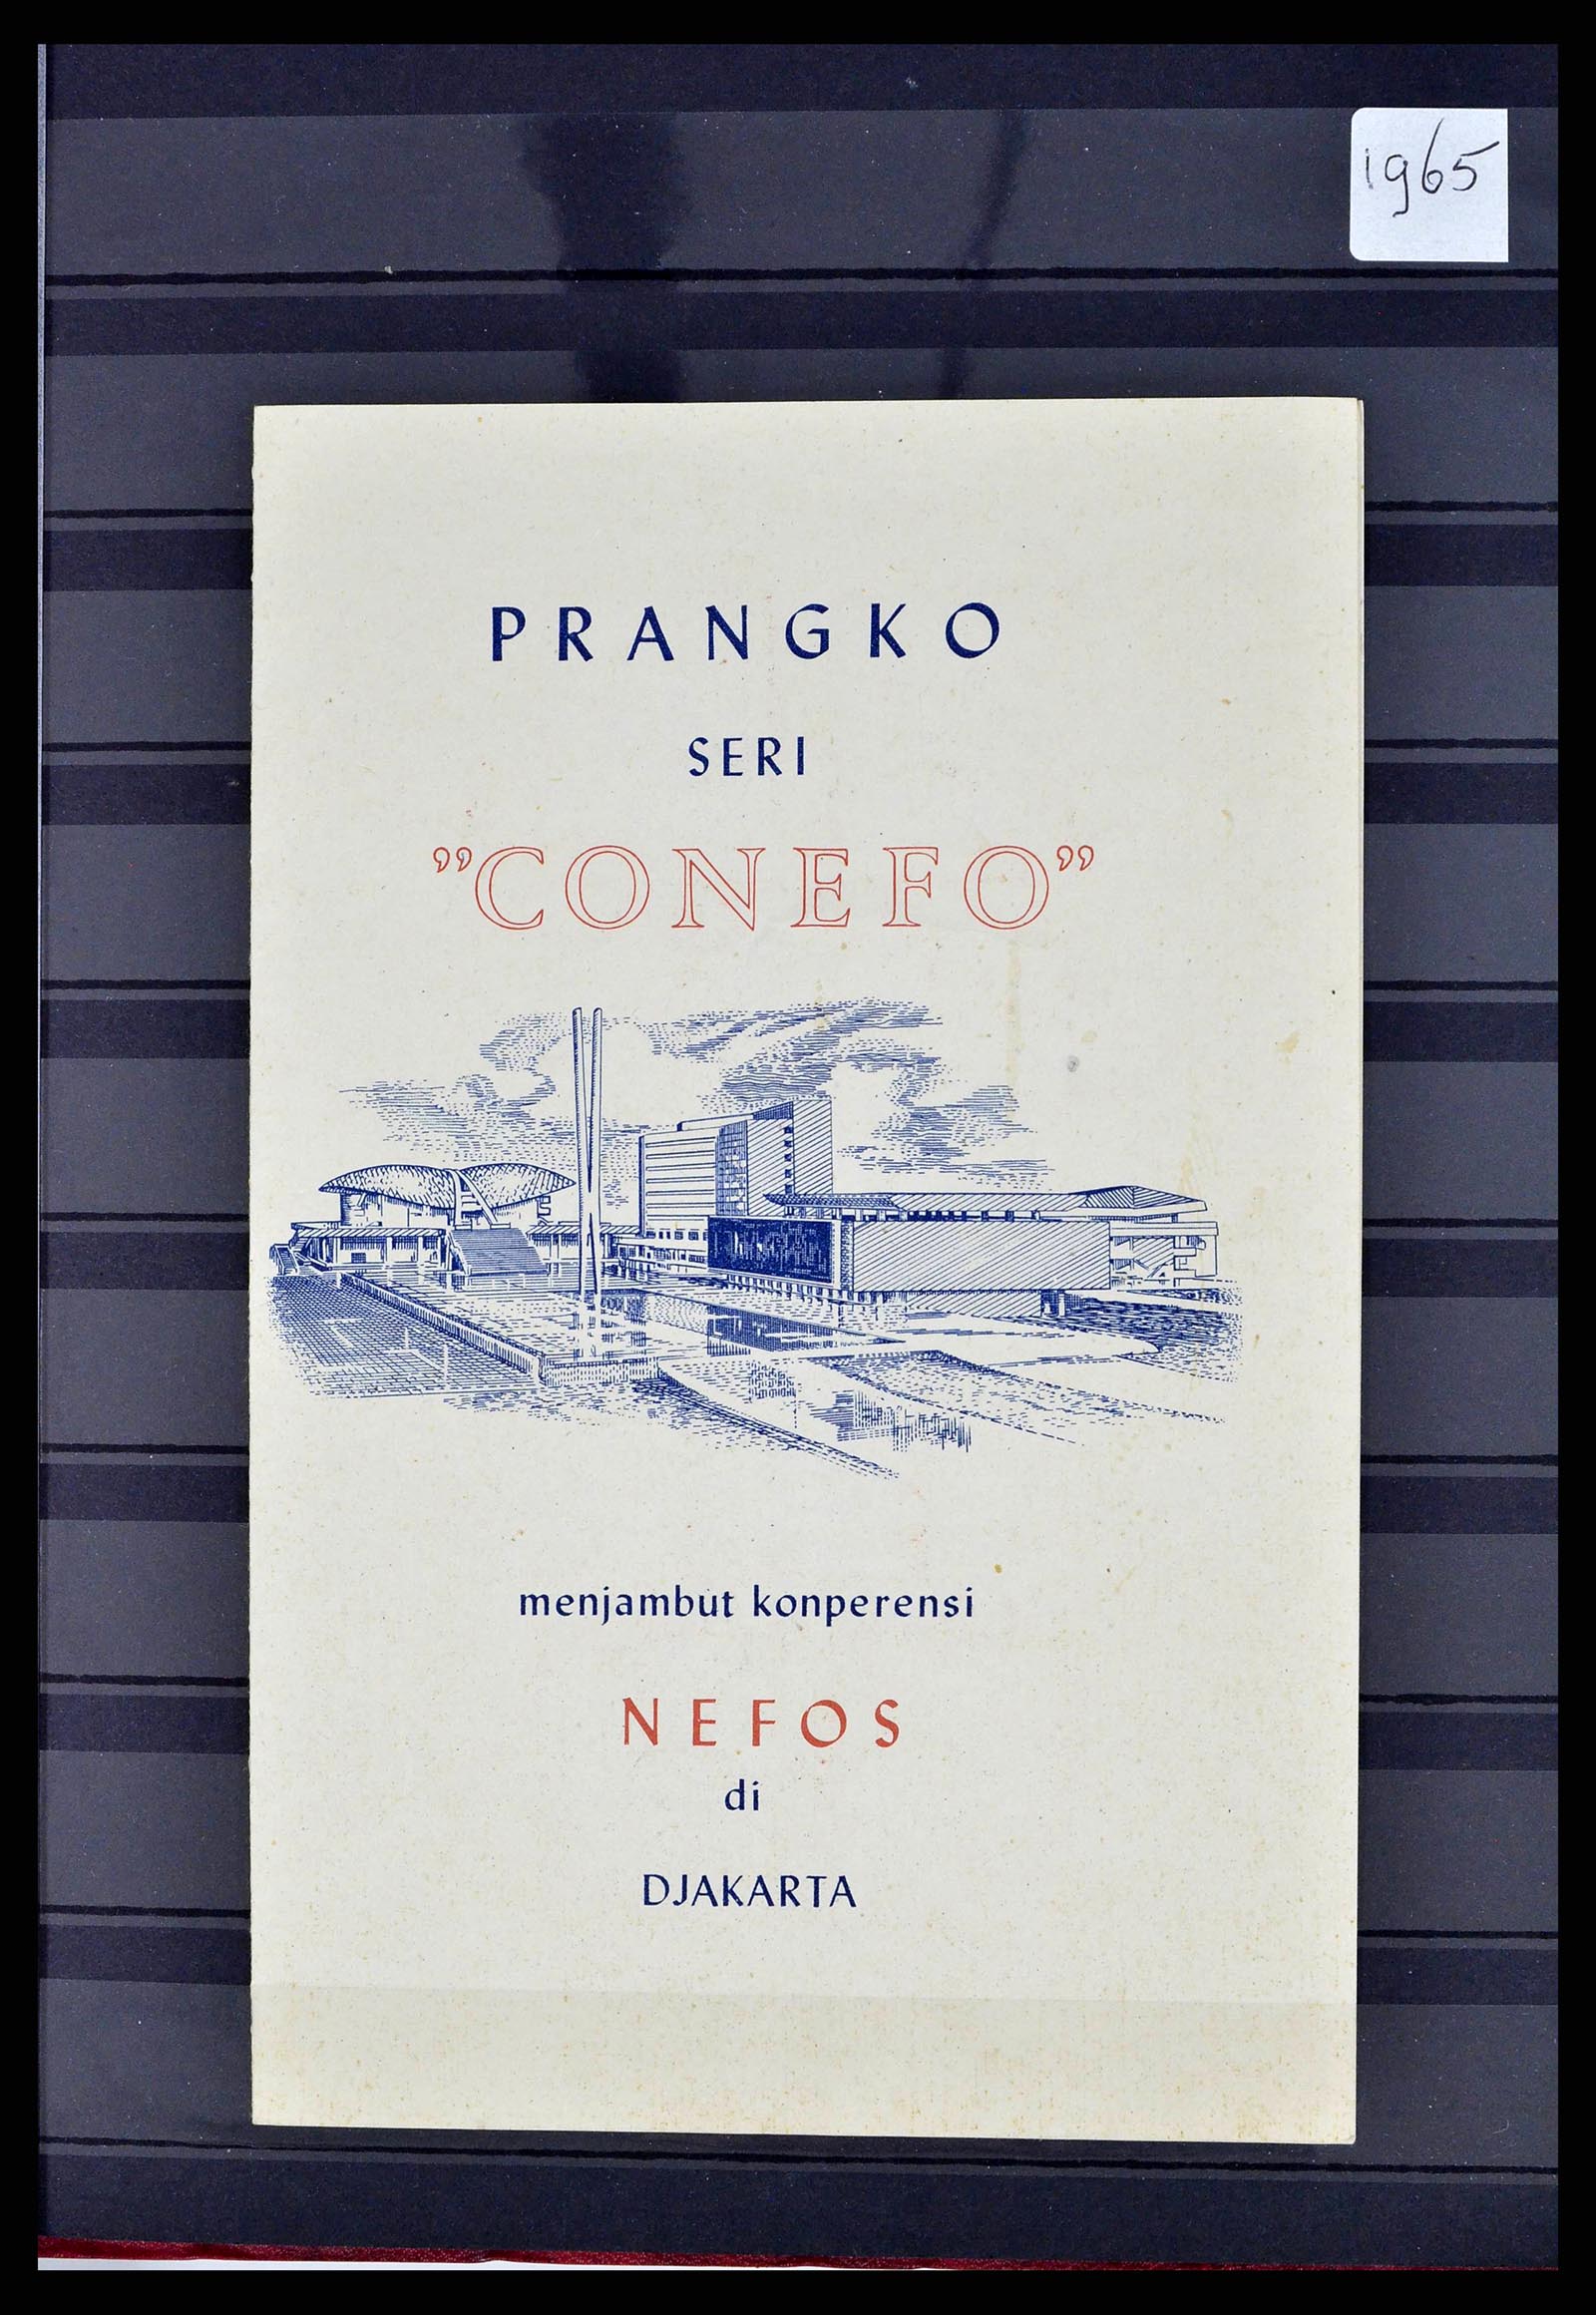 1965
PRANGKO
SERI
”CONEFO”
menjambut konperensi
NEFOS
di
DJAKARTA